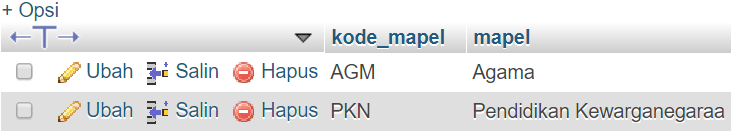 + Opsi
kode_mapel mapel
Ubah Salin Hapus AGM Agama
Ubah Salin Hapus PKN Pendidikan Kewarganegaraa